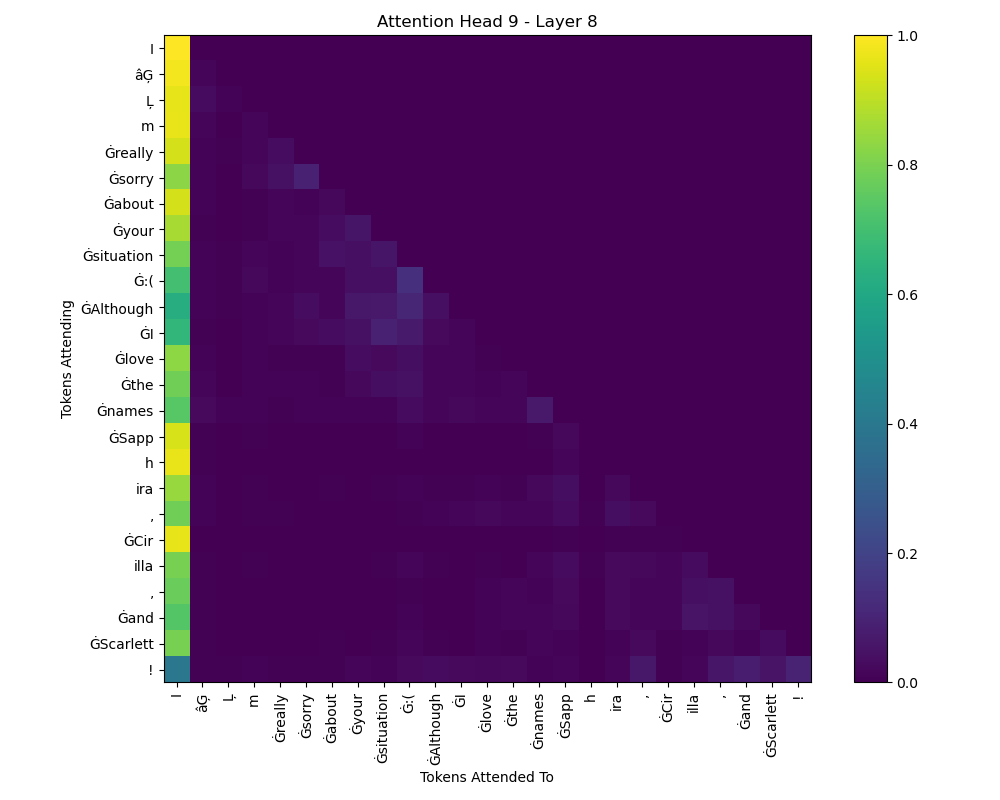 Attention Head 9 - Layer 8
Tokens Attending
I
âĢ
Ļ
m
Ġreally
Ġsorry
Ġabout
Ġyour
Ġsituation
Ġ:(
ĠAlthough
ĠI
Ġlove
Ġthe
Ġnames
ĠSapp
h
ira
,
ĠCir
illa
,
Ġand
ĠScarlett
!
I
âĢ
Ļ
m
Ġreally
Ġsorry
Ġabout
Ġyour
Ġsituation
Ġ:(
ĠAlthough
ĠI
Ġlove
Ġthe
Ġnames
ĠSapp
h
ira
,
ĠCir
illa
,
Ġand
ĠScarlett
!
Tokens Attended To
1.0
0.8
0.6
0.4
0.2
0.0